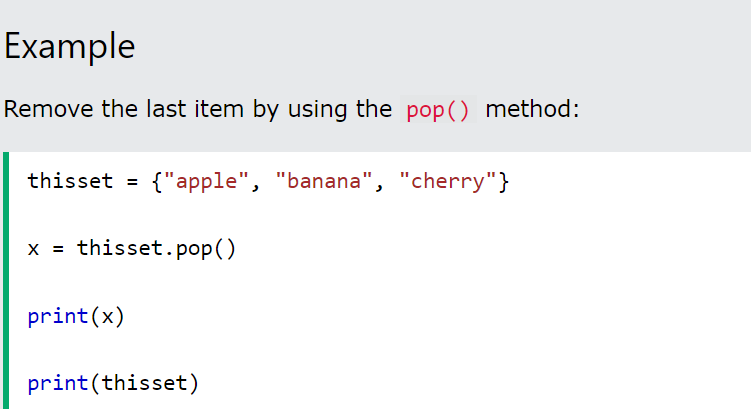 Example
Remove the last item by using the pop() method:
thisset = {"apple", "banana", "cherry"}
x = thisset.pop()
print(x)
print(thisset)